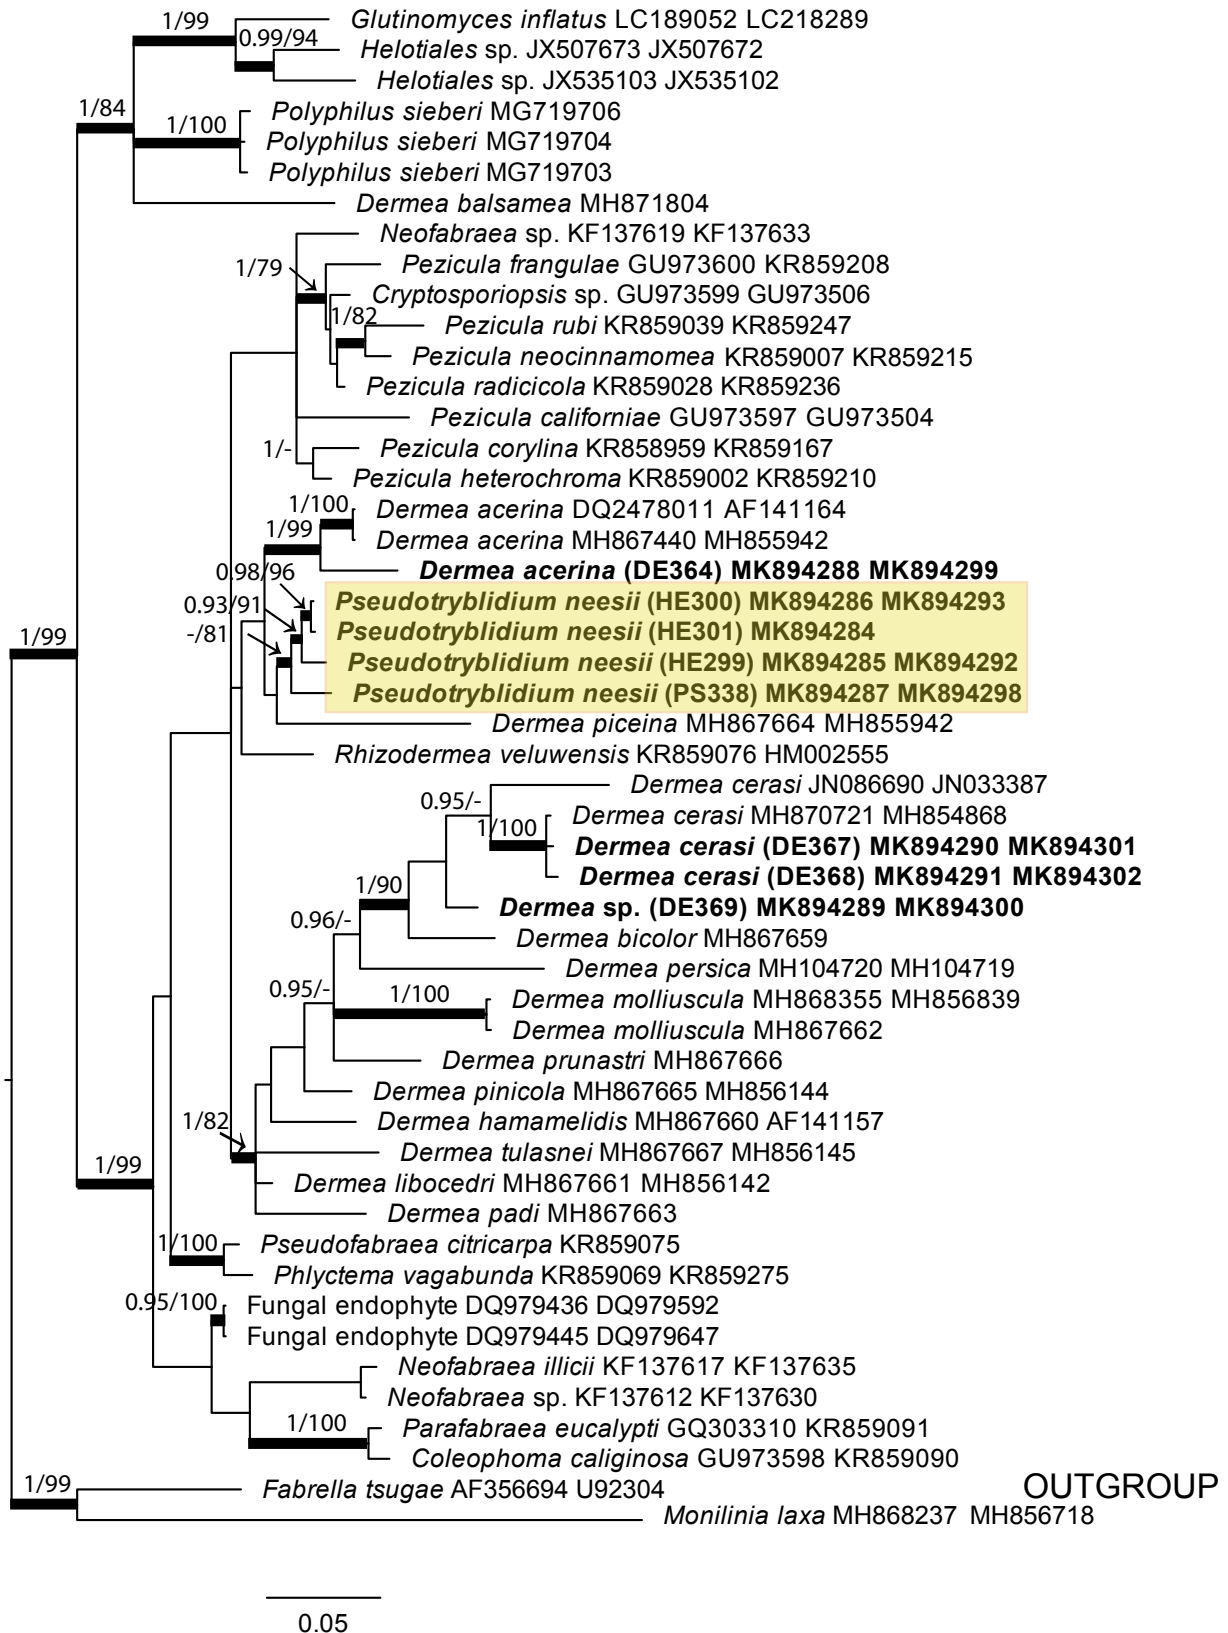 1/99
Glutinomyces inflatus LC189052 LC218289
0.99/94
Helotiales sp. JX507673 JX507672
Helotiales sp. JX535103 JX535102
1/84
Polyphilus sieberi MG719706
1/100
Polyphilus sieberi MG719704
Polyphilus sieberi MG719703
Dermea balsamea MH871804
Neofabraea sp. KF137619 KF137633
1/79
Pezicula frangulae GU973600 KR859208
Cryptosporiopsis sp. GU973599 GU973506
1/82
Pezicula rubi KR859039 KR859247
Pezicula neocinnamomea KR859007 KR859215
Pezicula radicicola KR859028 KR859236
Pezicula californiae GU973597 GU973504
1/-
Pezicula corylina KR858959 KR859167
Pezicula heterochroma KR859002 KR859210
1/100
Dermea acerina DQ2478011 AF141164
1/99
Dermea acerina MH867440 MH855942
Dermea acerina (DE364) MK894288 MK894299
0.98/96
Pseudotryblidium neesii (HE300) MK894286 MK894293
0.93/91
Pseudotryblidium neesii (HE301) MK894284
-/81
1/99
Pseudotryblidium neesii (HE299) MK894285 MK894292
Pseudotryblidium neesii (PS338) MK894287 MK894298
Dermea piceina MH867664 MH855942
Rhizodermea veluwensis KR859076 HM002555
Dermea cerasi JN086690 JN033387
0.95/-
Dermea cerasi MH870721 MH854868
1/100
Dermea cerasi (DE367) MK894290 MK894301
Dermea cerasi (DE368) MK894291 MK894302
1/90
Dermea sp. (DE369) MK894289 MK894300
0.96/-
Dermea bicolor MH867659
Dermea persica MH104720 MH104719
0.95/-
1/100
Dermea molliuscula MH868355 MH856839
Dermea molliuscula MH867662
Dermea prunastri MH867666
Dermea pinicola MH867665 MH856144
Dermea hamamelidis MH867660 AF141157
1/82
Dermea tulasnei MH867667 MH856145
1/99
Dermea libocedri MH867661 MH856142
Dermea padi MH867663
1/100
Pseudofabraea citricarpa KR859075
Phlyctema vagabunda KR859069 KR859275
0.95/100
Fungal endophyte DQ979436 DQ979592
Fungal endophyte DQ979445 DQ979647
Neofabraea illicii KF137617 KF137635
Neofabraea sp. KF137612 KF137630
1/100
Parafabraea eucalypti GQ303310 KR859091
Coleophoma caliginosa GU973598 KR859090
1/99
Fabrella tsugae AF356694 U92304
OUTGROUP
Monilinia laxa MH868237 MH856718
0.05